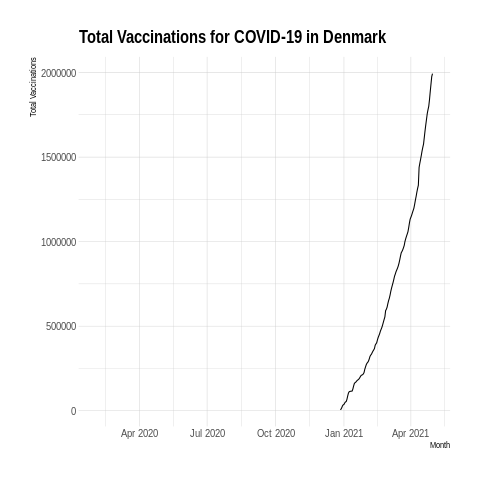 Total Vaccinations for COVID-19 in Denmark
Total Vaccinations
2000000
1500000
1000000
500000
0
Apr 2020 Jul 2020 Oct 2020 Jan 2021 Apr 2021
Month